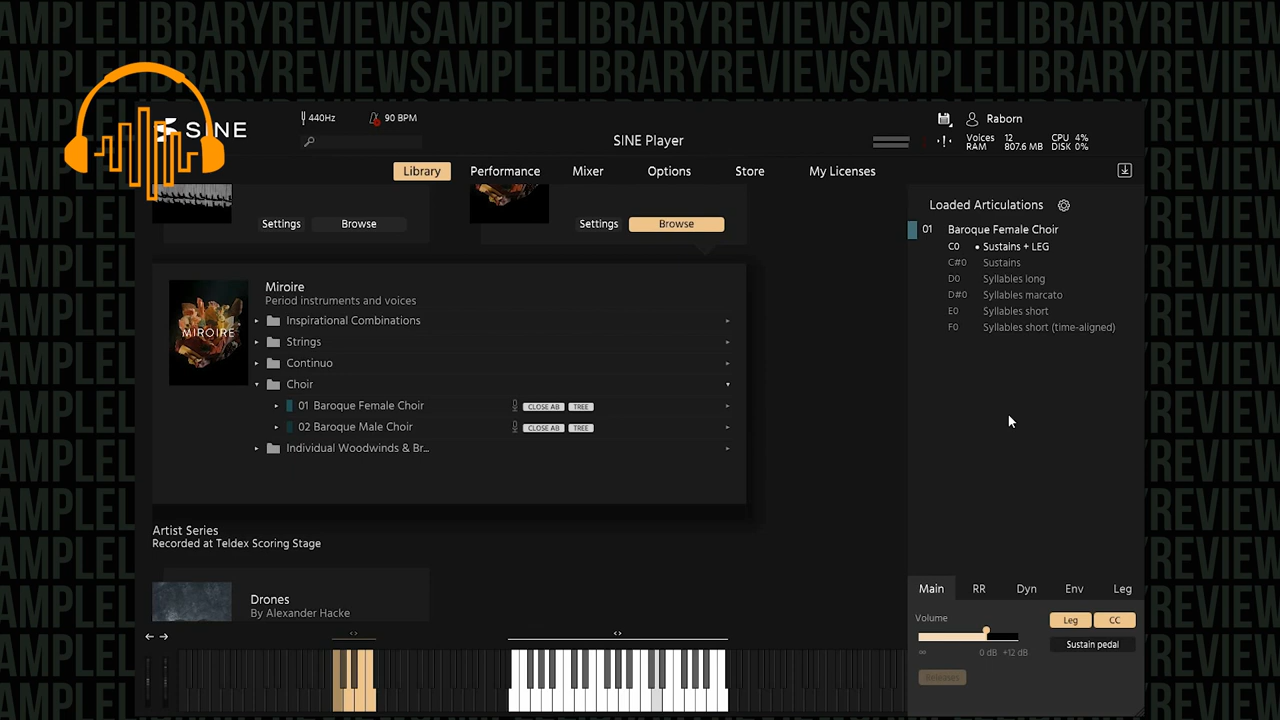 AMPLELIBRARYREVIEWSAMPLELIBRARYREVIEWSAMPLE
SINE
440Hz
90 BPM
SINE Player
Raborn
Voices 12
RAM 807.6 MB
CPU 4%
DISK 0%
Library
Performance
Mixer
Options
Store
My Licenses
Settings
Browse
Settings
Browse
Miroire
Period instruments and voices
MIROIRE
Inspirational Combinations
Strings
Continuo
Choir
01 Baroque Female Choir
CLOSE AB
TREE
02 Baroque Male Choir
CLOSE AB
TREE
Individual Woodwinds & Br...
Artist Series
Recorded at Teldex Scoring Stage
Drones
By Alexander Hacke
Loaded Articulations
01 Baroque Female Choir
C0 • Sustains + LEG
C#0 Sustains
D0 Syllables long
D#0 Syllables marcato
E0 Syllables short
F0 Syllables short (time-aligned)
Main
RR
Dyn
Env
Leg
Volume
Leg
CC
∞
0 dB
+12 dB
Sustain pedal
Releases